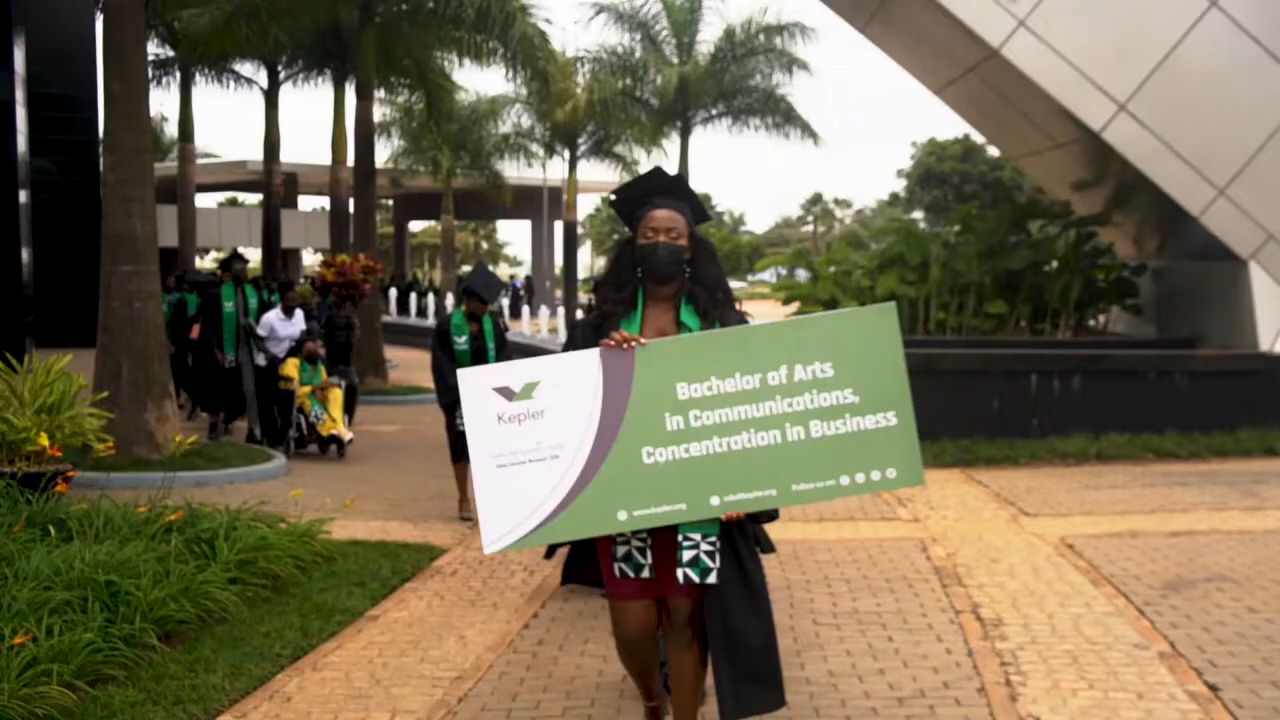 Kepler
Bachelor of Arts
in Communications,
Concentration in Business
www.kepler.org
info@kepler.org
Follow us on: